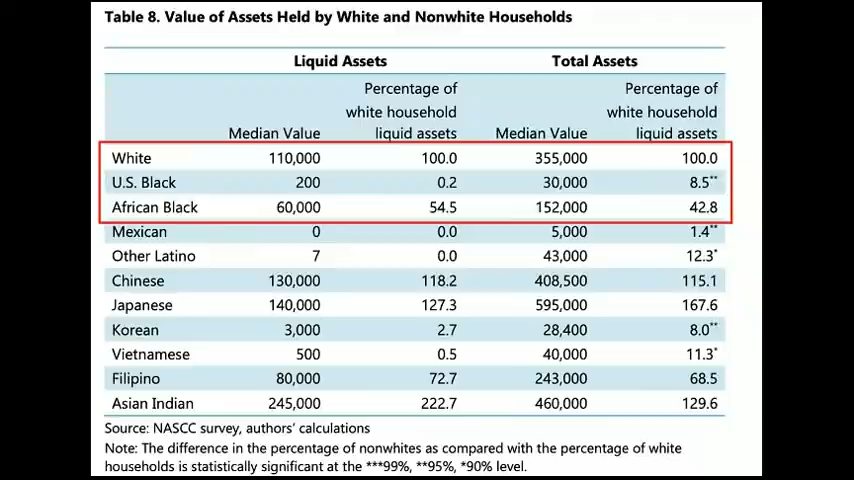 Table 8. Value of Assets Held by White and Nonwhite Households
Liquid Assets Total Assets
Percentage of Percentage of
white household white household
Median Value liquid assets Median Value liquid assets
White 110,000 100.0 355,000 100.0
U.S. Black 200 0.2 30,000 8.5**
African Black 60,000 54.5 152,000 42.8
Mexican 0 0.0 5,000 1.4**
Other Latino 7 0.0 43,000 12.3*
Chinese 130,000 118.2 408,500 115.1
Japanese 140,000 127.3 595,000 167.6
Korean 3,000 2.7 28,400 8.0**
Vietnamese 500 0.5 40,000 11.3*
Filipino 80,000 72.7 243,000 68.5
Asian Indian 245,000 222.7 460,000 129.6
Source: NASCC survey, authors' calculations
Note: The difference in the percentage of nonwhites as compared with the percentage of white
households is statistically significant at the ***99%, **95%, *90% level.